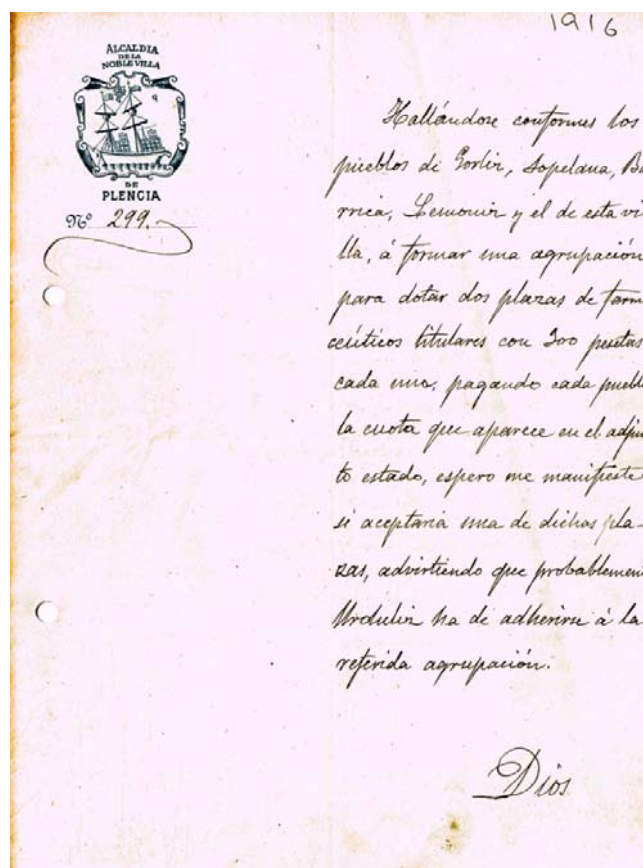 1916
ALCALDIA
DE LA
NOBLE VILLA
DE
PLENCIA
Nº 299.
Hallándose conformes los
pueblos de Gorliz, Sopelana, Ba
rrica, Lemoniz y el de esta vi
lla, á formar una agrupación
para dotar dos plazas de farma
céuticos titulares con 300 pesetas
cada uno, pagando cada pueblo
la cuota que aparece en el adjun
to estado, espero me manifieste
si aceptaria una de dichas pla-
zas, advirtiendo que probablemen
Urduliz ha de adherirse á la
referida agrupación.
Dios